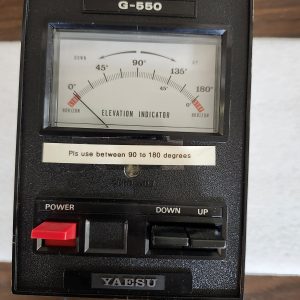 G-550
DOWN 90° UP
45° 135°
0° 45° 180°
HORIZON HORIZON
ELEVATION INDICATOR
Pls use between 90 to 180 degrees
POWER DOWN UP
YAESU